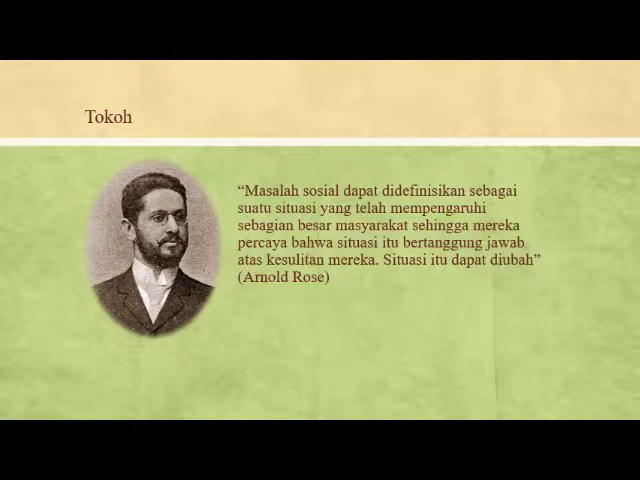 Tokoh
“Masalah sosial dapat didefinisikan sebagai
suatu situasi yang telah mempengaruhi
sebagian besar masyarakat sehingga mereka
percaya bahwa situasi itu bertanggung jawab
atas kesulitan mereka. Situasi itu dapat diubah”
(Arnold Rose)